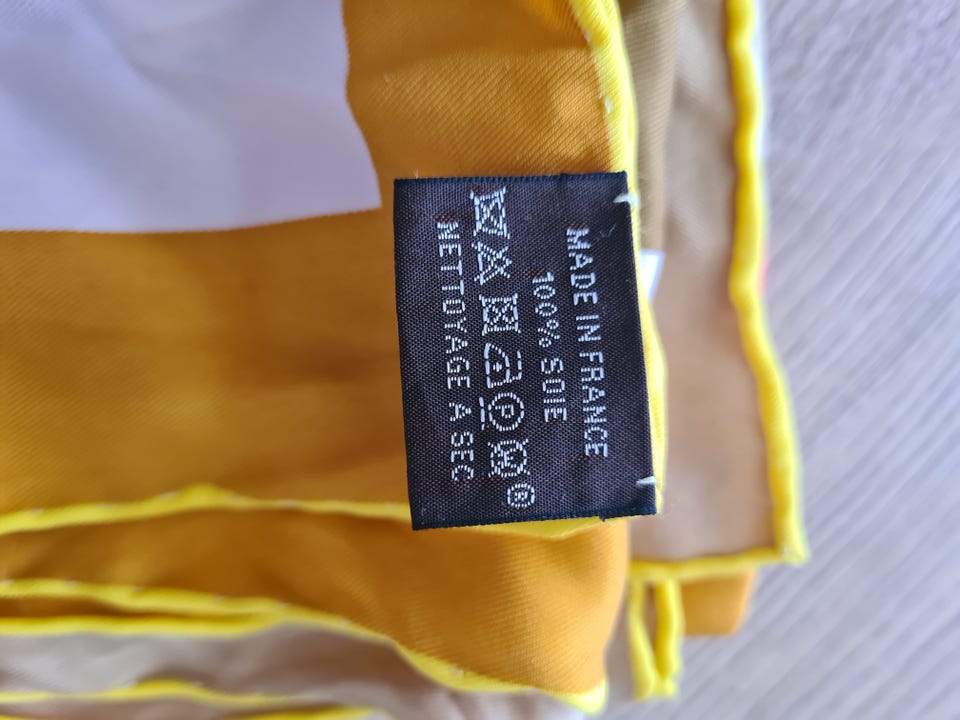 MADE IN FRANCE
100% SOIE
P W ®
NETTOYAGE A SEC